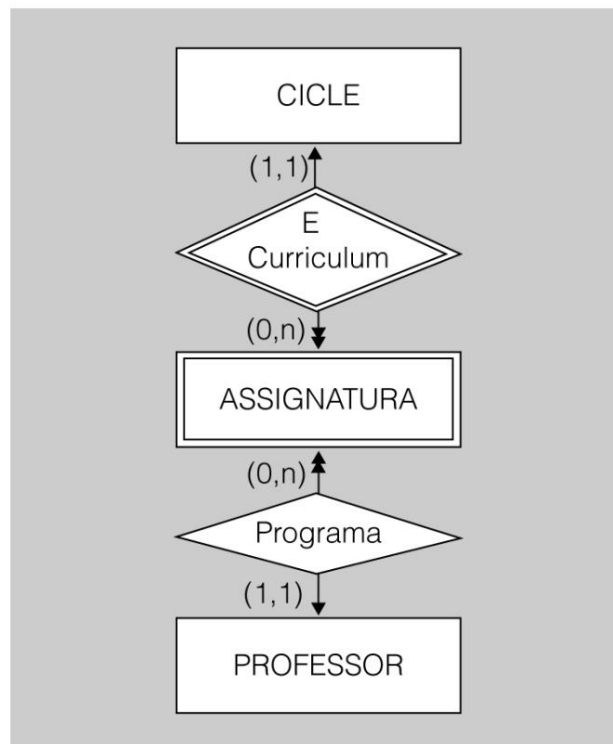 CICLE
(1,1)
E
Curriculum
(0,n)
ASSIGNATURA
(0,n)
Programa
(1,1)
PROFESSOR